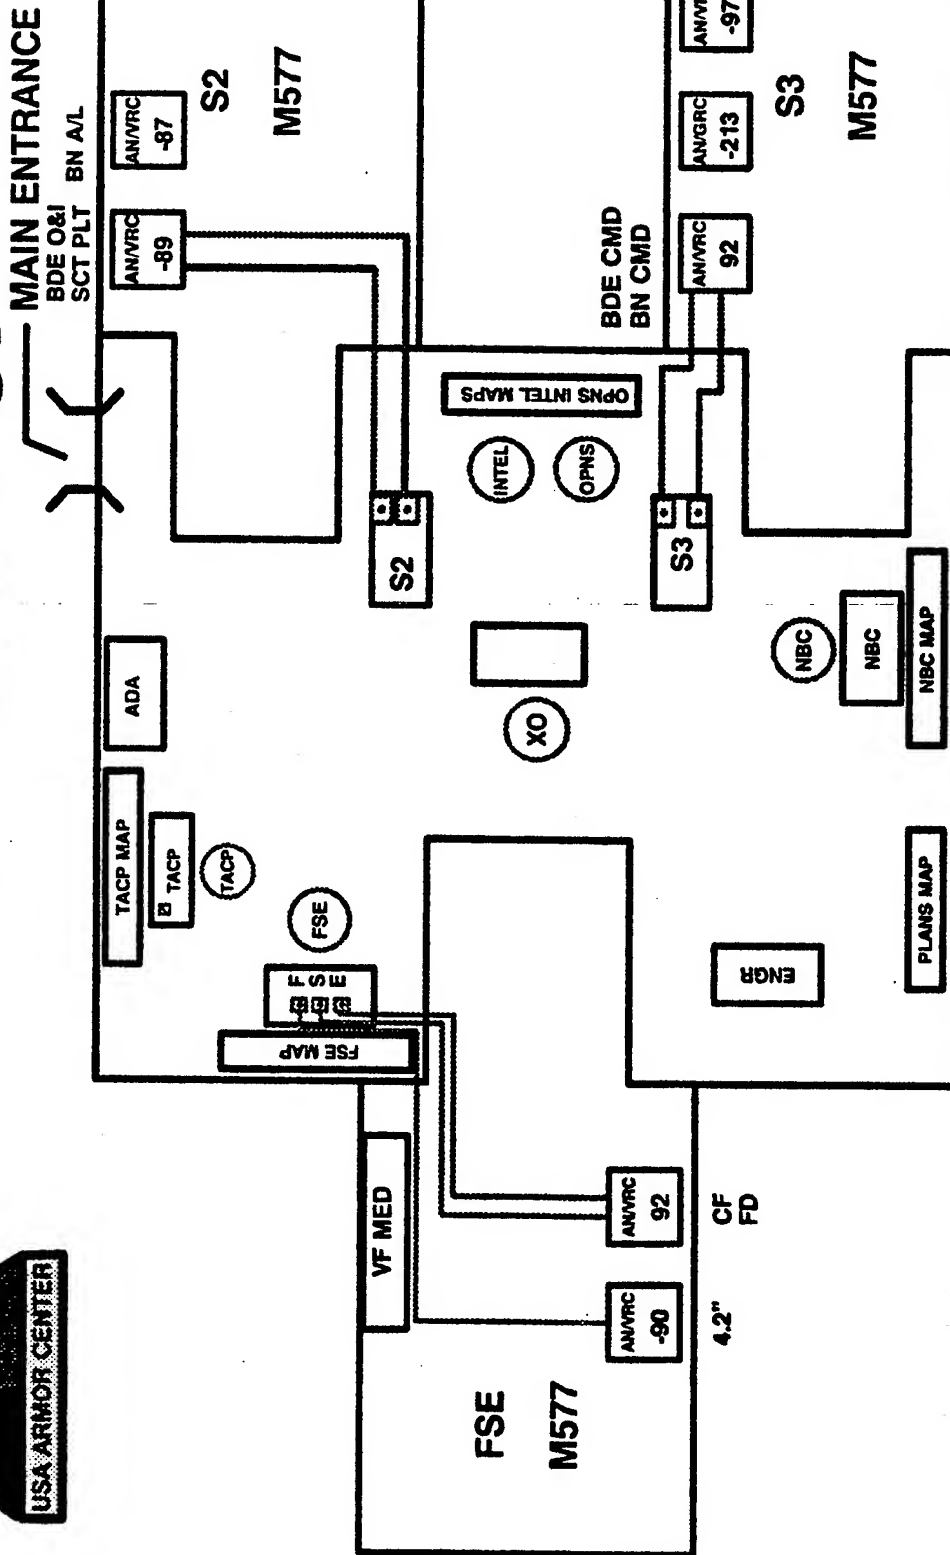 USA ARMOR CENTER
MAIN ENTRANCE
BDE O&I
SCT PLT BN A/L
AN/VRC
-89
AN/VRC
-87
S2
M577
TACP MAP
TACP
TACP
ADA
FSE MAP
F
S
E
FSE
S2
INTEL
OPNS
OPNS INTEL MAPS
XO
S3
BDE CMD
BN CMD
AN/VRC
92
AN/GRC
-213
-97
S3
M577
VF MED
FSE
M577
AN/VRC
-90
4.2"
AN/VRC
92
CF
FD
ENGR
PLANS MAP
NBC
NBC
NBC MAP